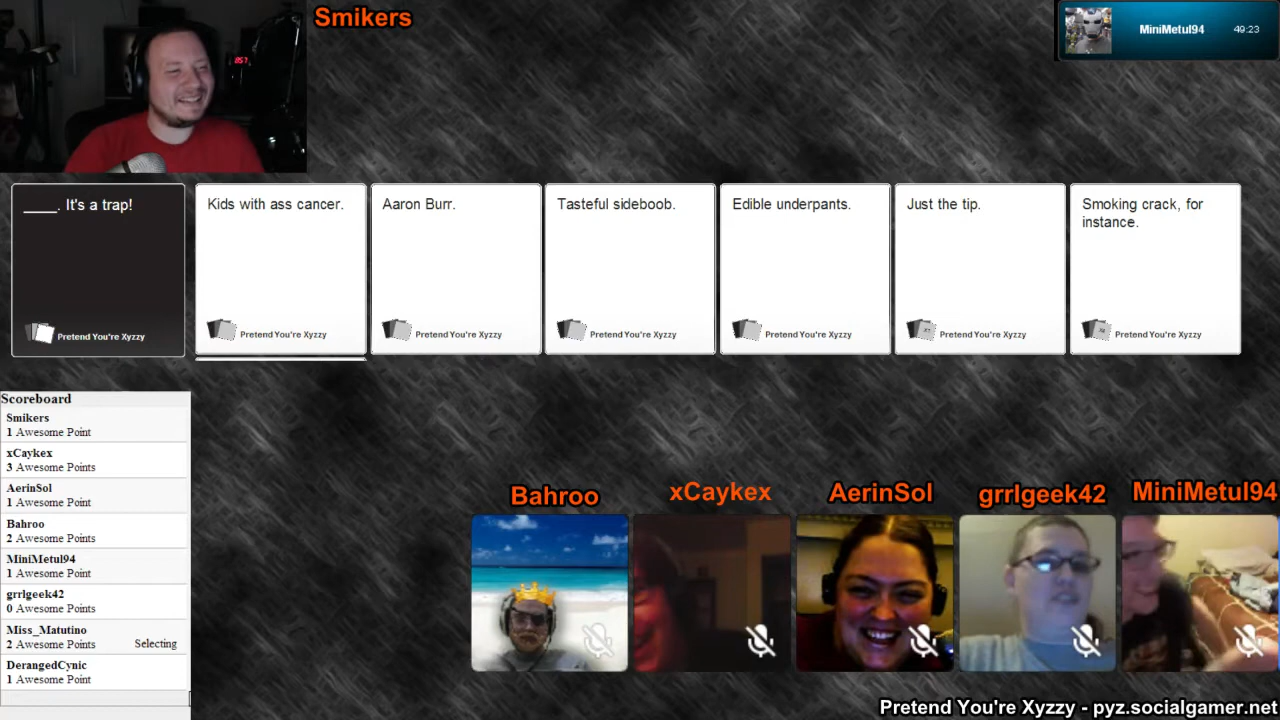 Smikers
MiniMetul94
49:23
____. It's a trap!
Pretend You're Xyzzy
Kids with ass cancer.
Pretend You're Xyzzy
Aaron Burr.
Pretend You're Xyzzy
Tasteful sideboob.
Pretend You're Xyzzy
Edible underpants.
Pretend You're Xyzzy
Just the tip.
Pretend You're Xyzzy
Smoking crack, for
instance.
Pretend You're Xyzzy
Scoreboard
Smikers
1 Awesome Point
xCaykex
3 Awesome Points
AerinSol
1 Awesome Point
Bahroo
2 Awesome Points
MiniMetul94
1 Awesome Point
grrlgeek42
0 Awesome Points
Miss_Matutino
2 Awesome Points Selecting
DerangedCynic
1 Awesome Point
Bahroo
xCaykex
AerinSol
grrlgeek42
MiniMetul94
Pretend You're Xyzzy - pyz.socialgamer.net